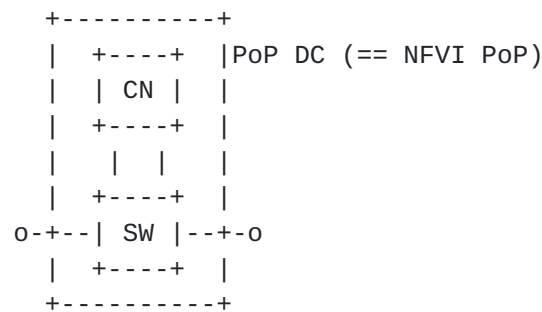 +----------+
|  +----+  |PoP DC (== NFVI PoP)
|  | CN |  |
|  +----+  |
|   |  |   |
|  +----+  |
o-+--| SW |--+-o
|  +----+  |
+----------+